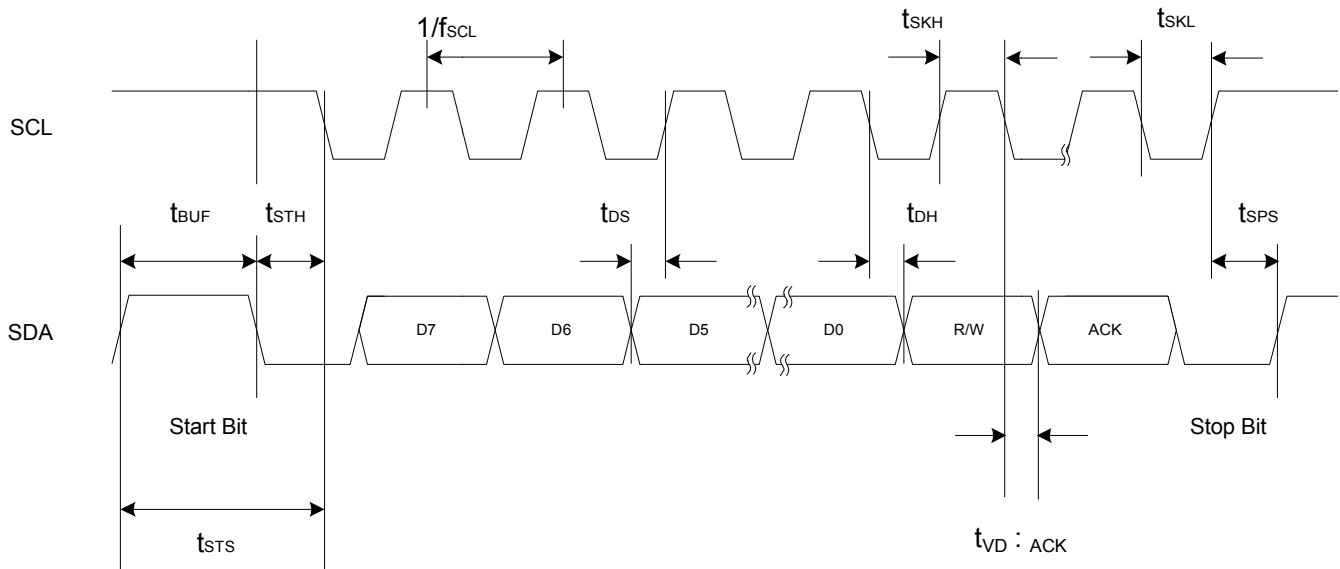 1/fSCL
tSKH
tSKL
SCL
tBUF
tSTH
tDS
tDH
tSPS
SDA
D7
D6
D5
D0
R/W
ACK
Start Bit
Stop Bit
tSTS
tVD : ACK